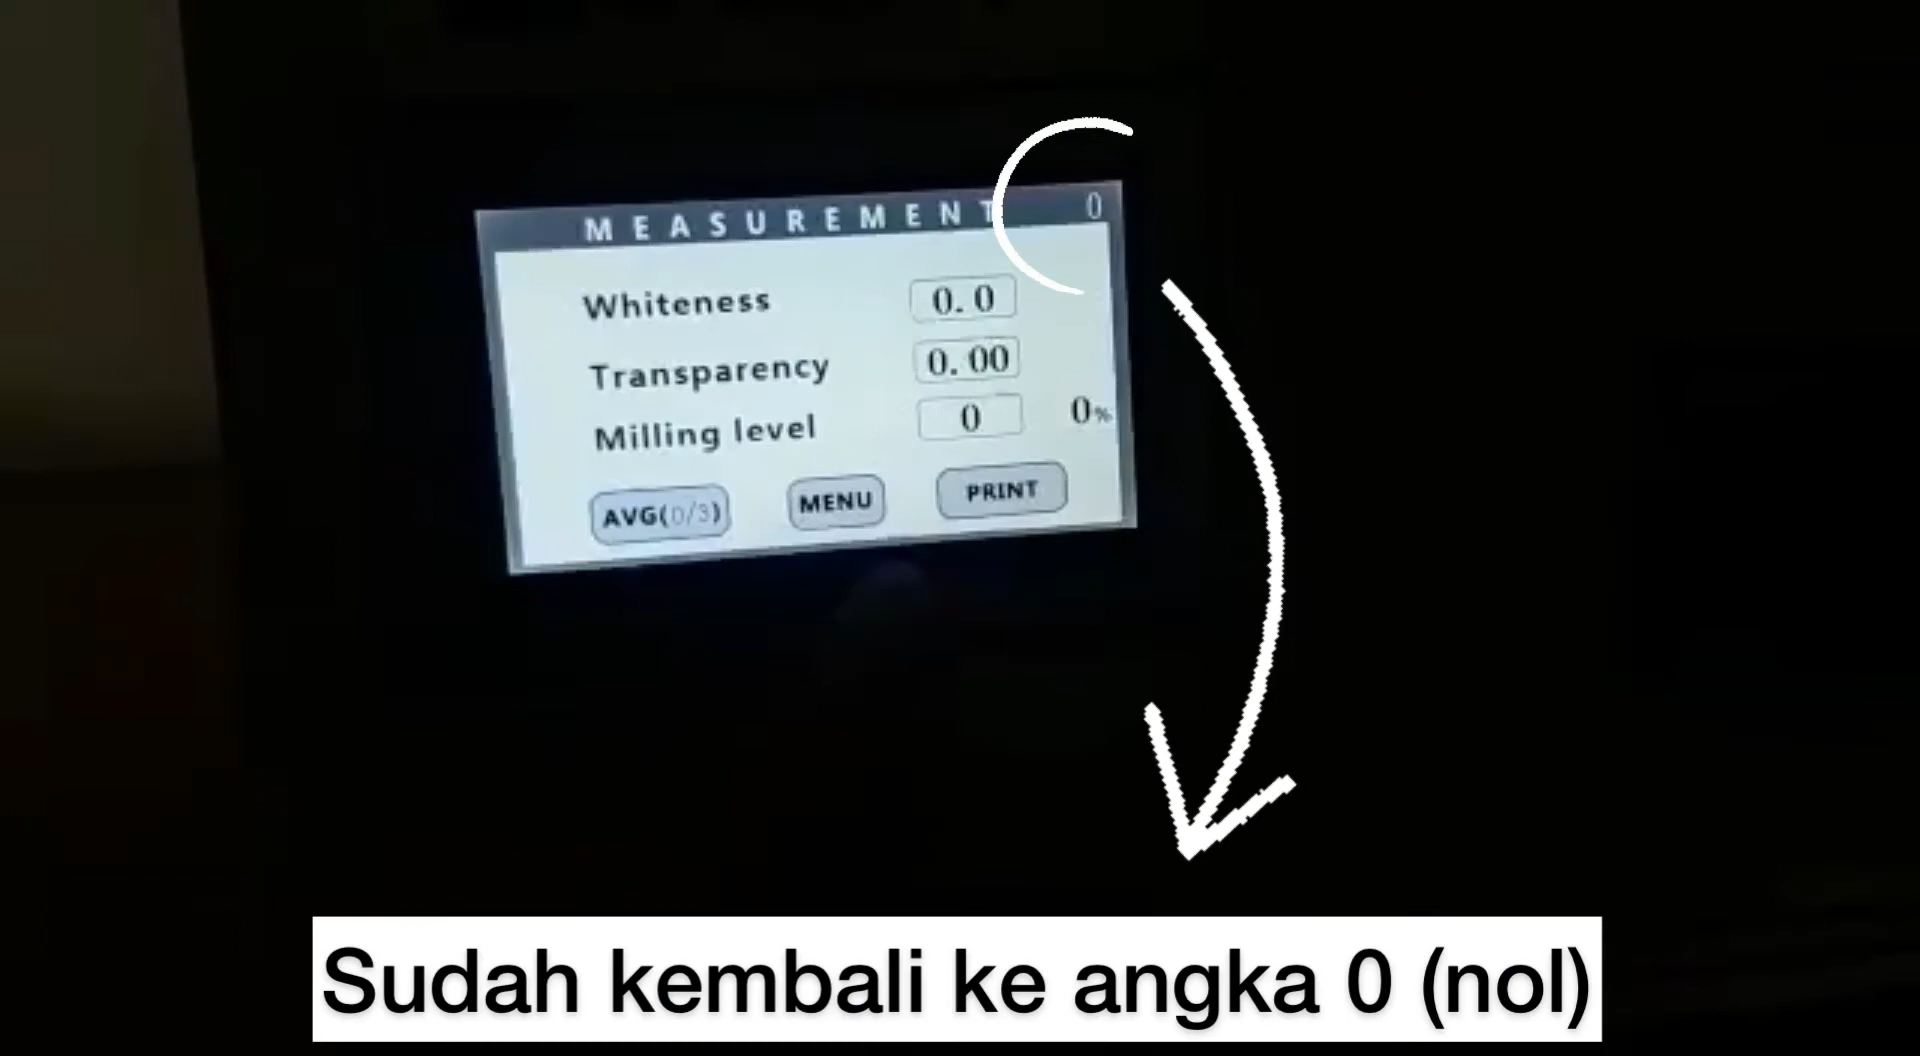 MEASUREMENT 0
Whiteness 0.0
Transparency 0.00
Milling level 0 0%
AVG(0/3) MENU PRINT
Sudah kembali ke angka 0 (nol)